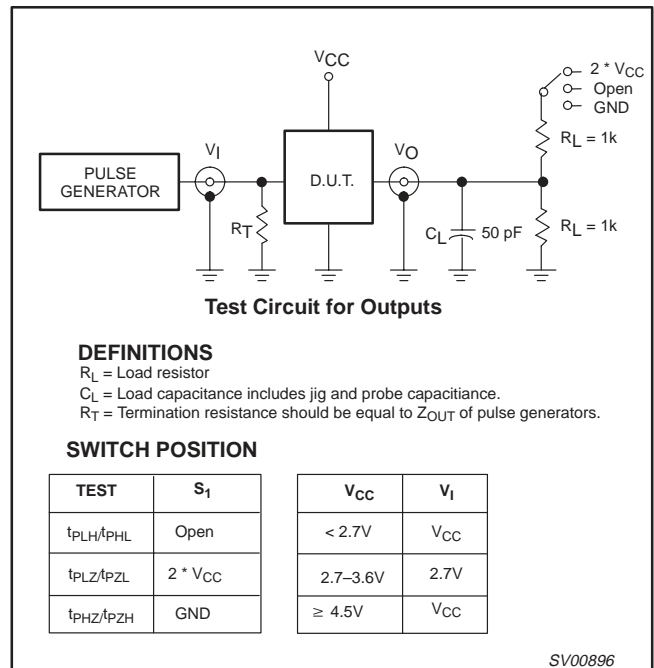 VCC
2 * VCC
Open
GND
VI
VO
RL = 1k
PULSE
GENERATOR
D.U.T.
RT
CL
50 pF
RL = 1k
Test Circuit for Outputs
DEFINITIONS
RL = Load resistor
CL = Load capacitance includes jig and probe capacitiance.
RT = Termination resistance should be equal to ZOUT of pulse generators.
SWITCH POSITION
TEST S1
tPLH/tPHL Open
tPLZ/tPZL 2 * VCC
tPHZ/tPZH GND
VCC VI
< 2.7V VCC
2.7–3.6V 2.7V
≥ 4.5V VCC
SV00896